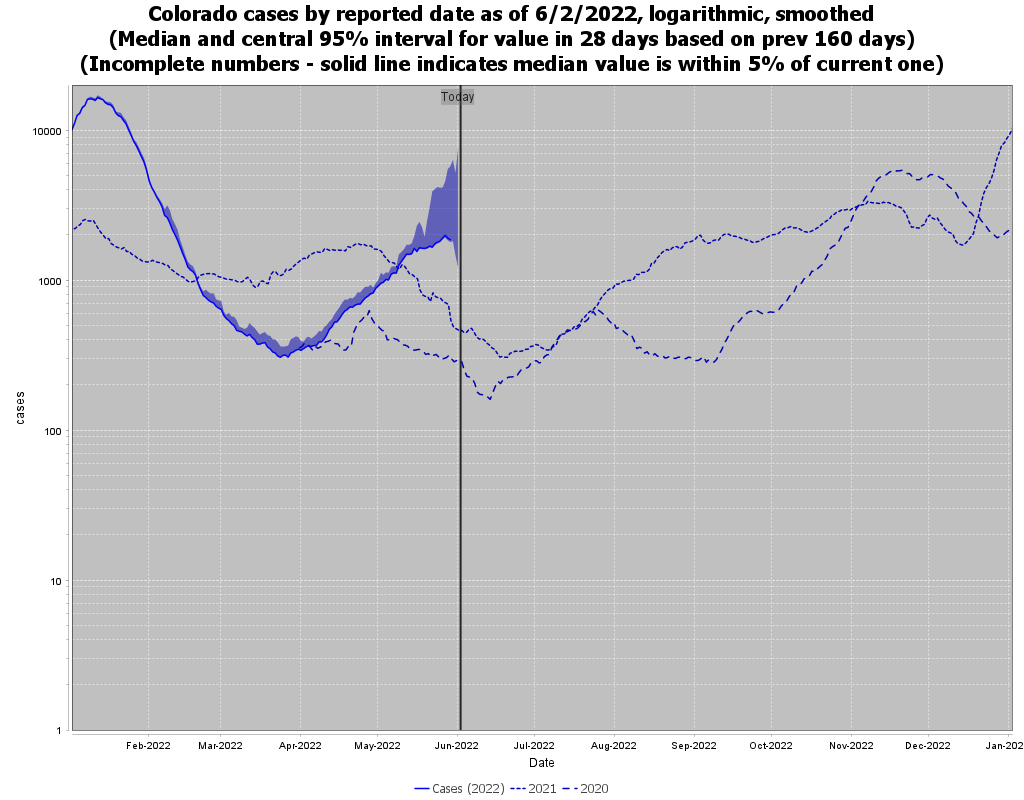 Colorado cases by reported date as of 6/2/2022, logarithmic, smoothed
(Median and central 95% interval for value in 28 days based on prev 160 days)
(Incomplete numbers - solid line indicates median value is within 5% of current one)
Today
10000
1000
100
10
1
cases
Feb-2022 Mar-2022 Apr-2022 May-2022 Jun-2022 Jul-2022 Aug-2022 Sep-2022 Oct-2022 Nov-2022 Dec-2022 Jan-202
Date
Cases (2022) 2021 2020